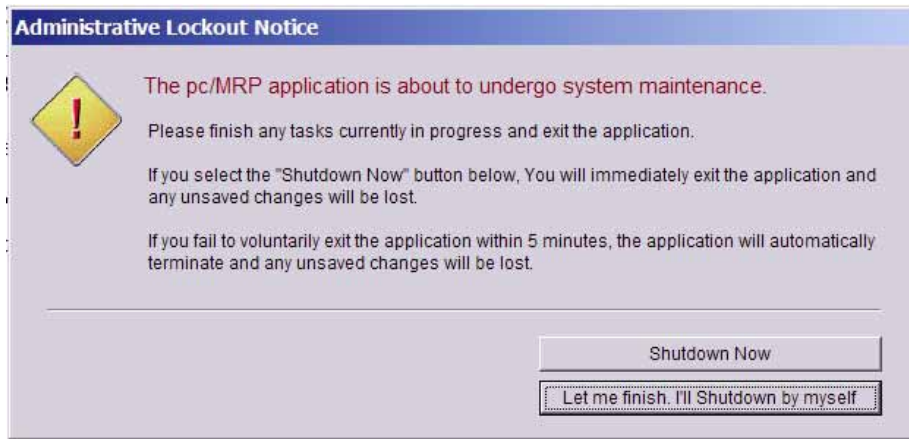 Administrative Lockout Notice
The pc/MRP application is about to undergo system maintenance.
Please finish any tasks currently in progress and exit the application.
If you select the "Shutdown Now" button below, You will immediately exit the application and
any unsaved changes will be lost.
If you fail to voluntarily exit the application within 5 minutes, the application will automatically
terminate and any unsaved changes will be lost.
Shutdown Now
Let me finish. I'll Shutdown by myself